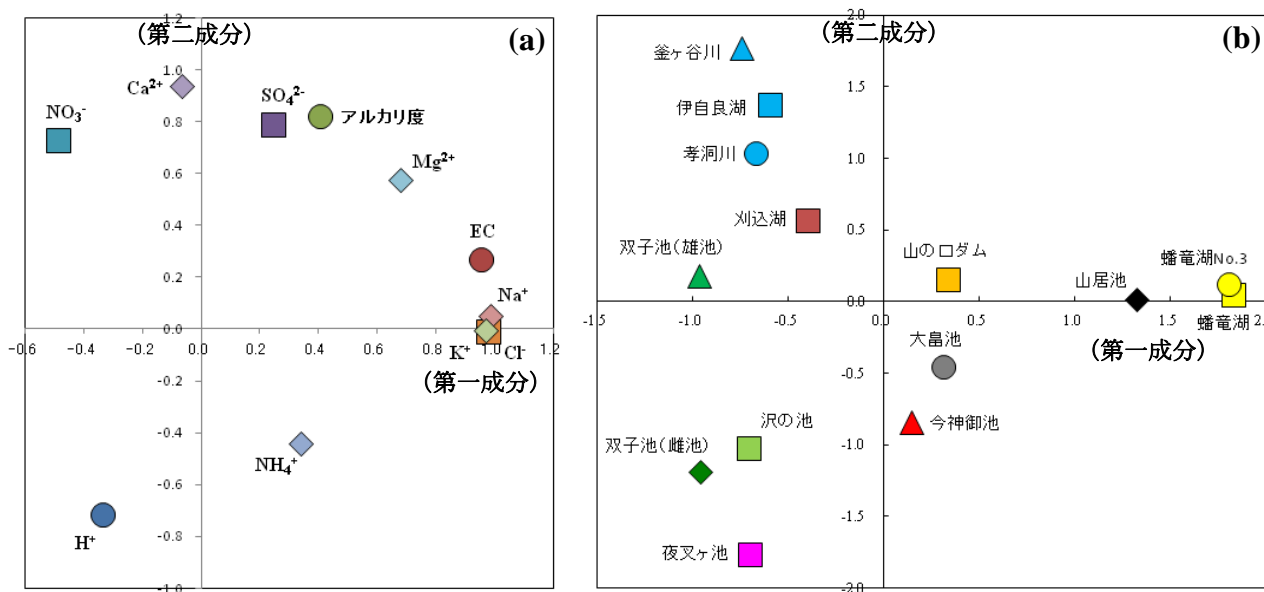 (第二成分)
(a)
1.2
1.0
0.8
0.6
0.4
0.2
0.0
-0.2
-0.4
-0.6
-0.8
-1.0
-0.6
-0.4
-0.2
0.0
0.2
0.4
0.6
0.8
1.0
1.2
(第一成分)
Ca²⁺
NO₃⁻
SO₄²⁻
アルカリ度
Mg²⁺
EC
Na⁺
K⁺
Cl⁻
NH₄⁺
H⁺
(第二成分)
(b)
2.0
1.5
1.0
0.5
0.0
-0.5
-1.0
-1.5
-2.0
-1.5
-1.0
-0.5
0.0
0.5
1.0
1.5
(第一成分)
釜ヶ谷川
伊自良湖
孝洞川
刈込湖
双子池(雄池)
山の口ダム
蟠竜湖No.3
山居池
蟠竜湖
大畠池
今神御池
沢の池
双子池(雌池)
夜叉ヶ池